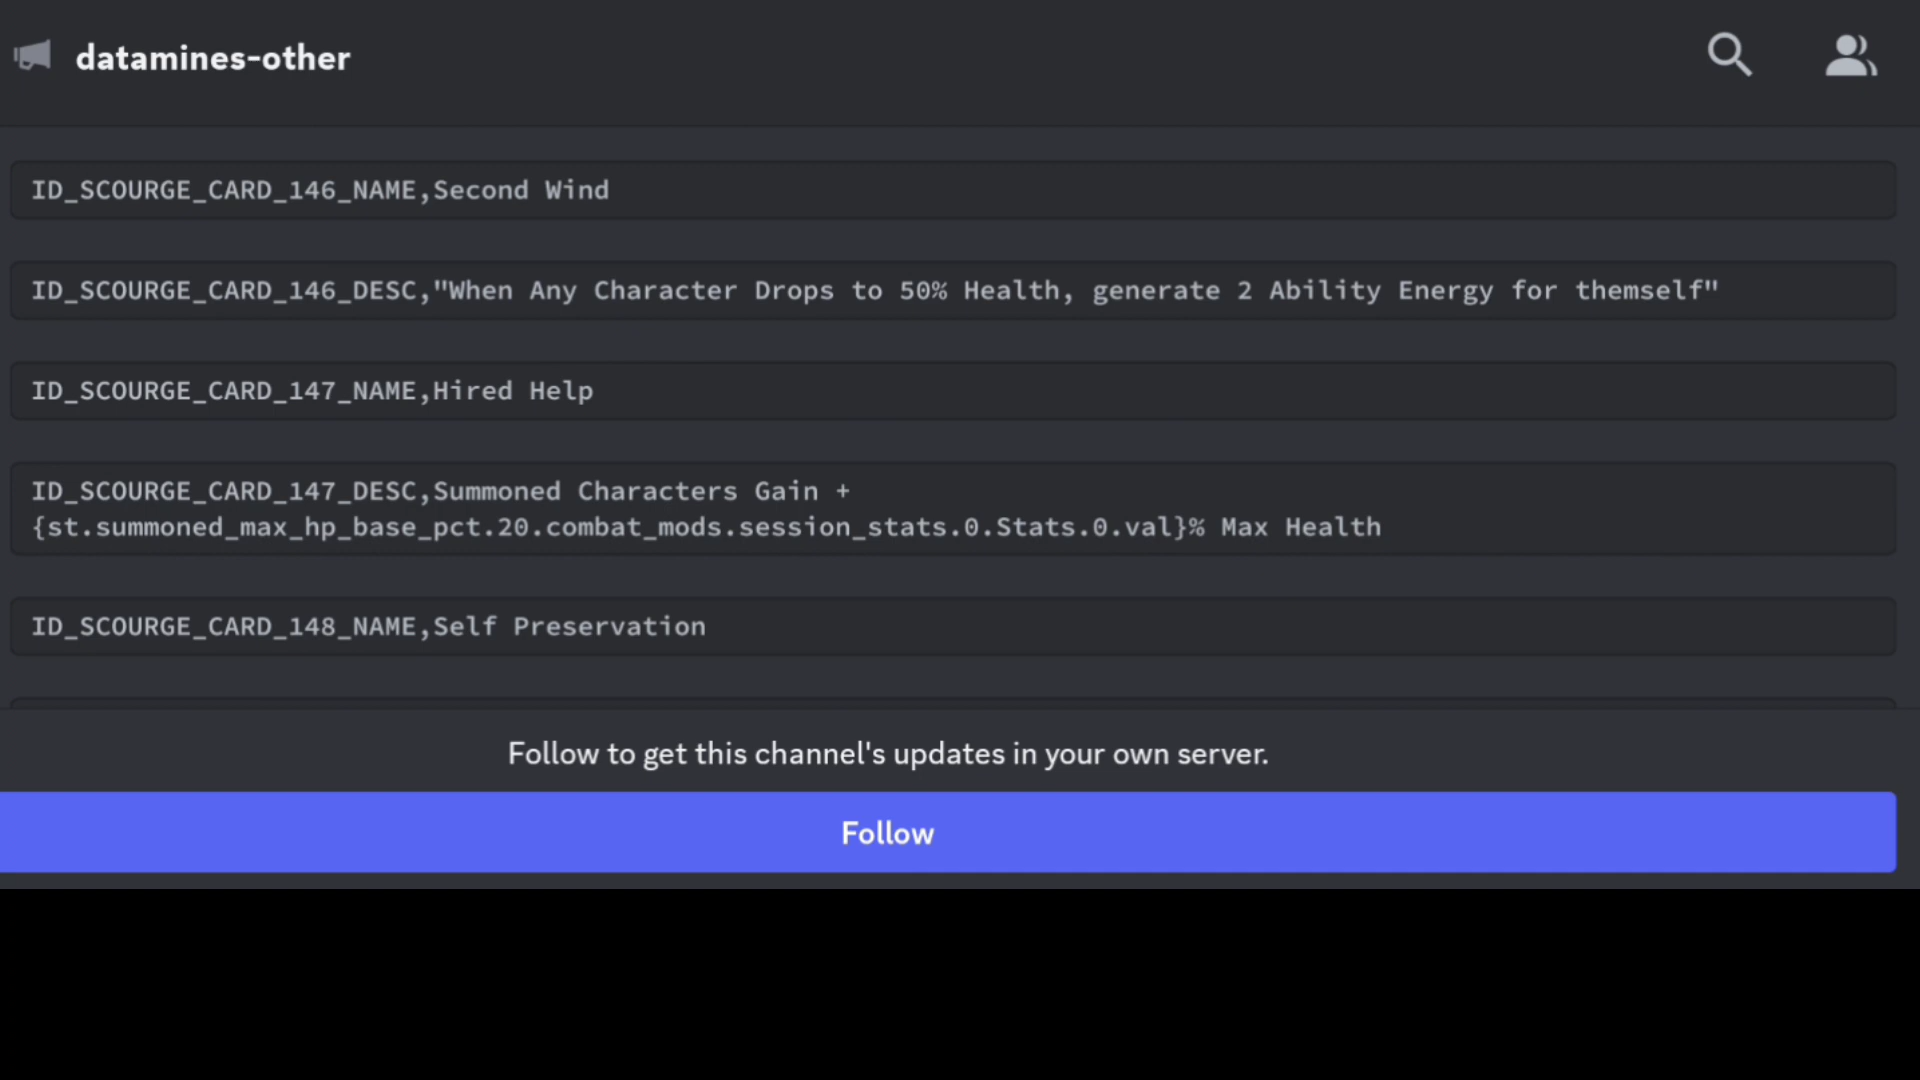 datamines-other
ID_SCOURGE_CARD_146_NAME,Second Wind
ID_SCOURGE_CARD_146_DESC,"When Any Character Drops to 50% Health, generate 2 Ability Energy for themself"
ID_SCOURGE_CARD_147_NAME,Hired Help
ID_SCOURGE_CARD_147_DESC,Summoned Characters Gain +
{st.summoned_max_hp_base_pct.20.combat_mods.session_stats.0.Stats.0.val}% Max Health
ID_SCOURGE_CARD_148_NAME,Self Preservation
Follow to get this channel's updates in your own server.
Follow